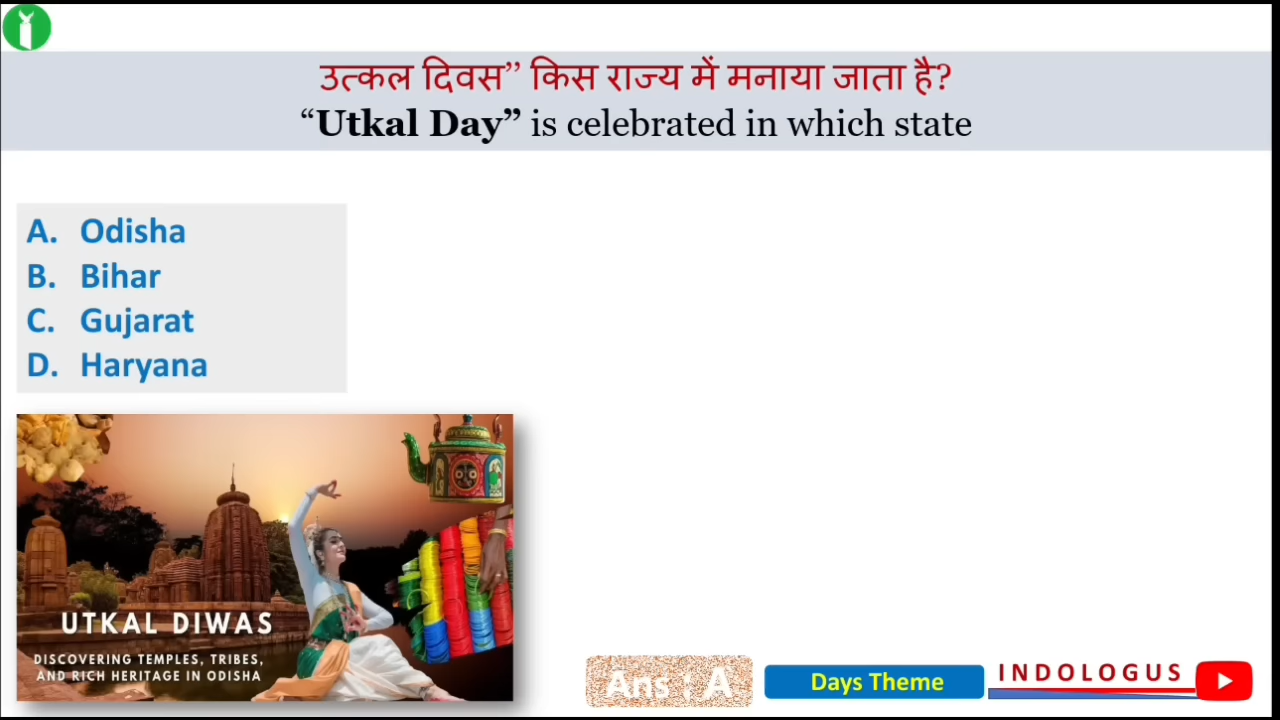 उत्कल दिवस” किस राज्य में मनाया जाता है?
“Utkal Day” is celebrated in which state
A. Odisha
B. Bihar
C. Gujarat
D. Haryana
UTKAL DIWAS
DISCOVERING TEMPLES, TRIBES,
AND RICH HERITAGE IN ODISHA
Ans : A
Days Theme
INDOLOGUS